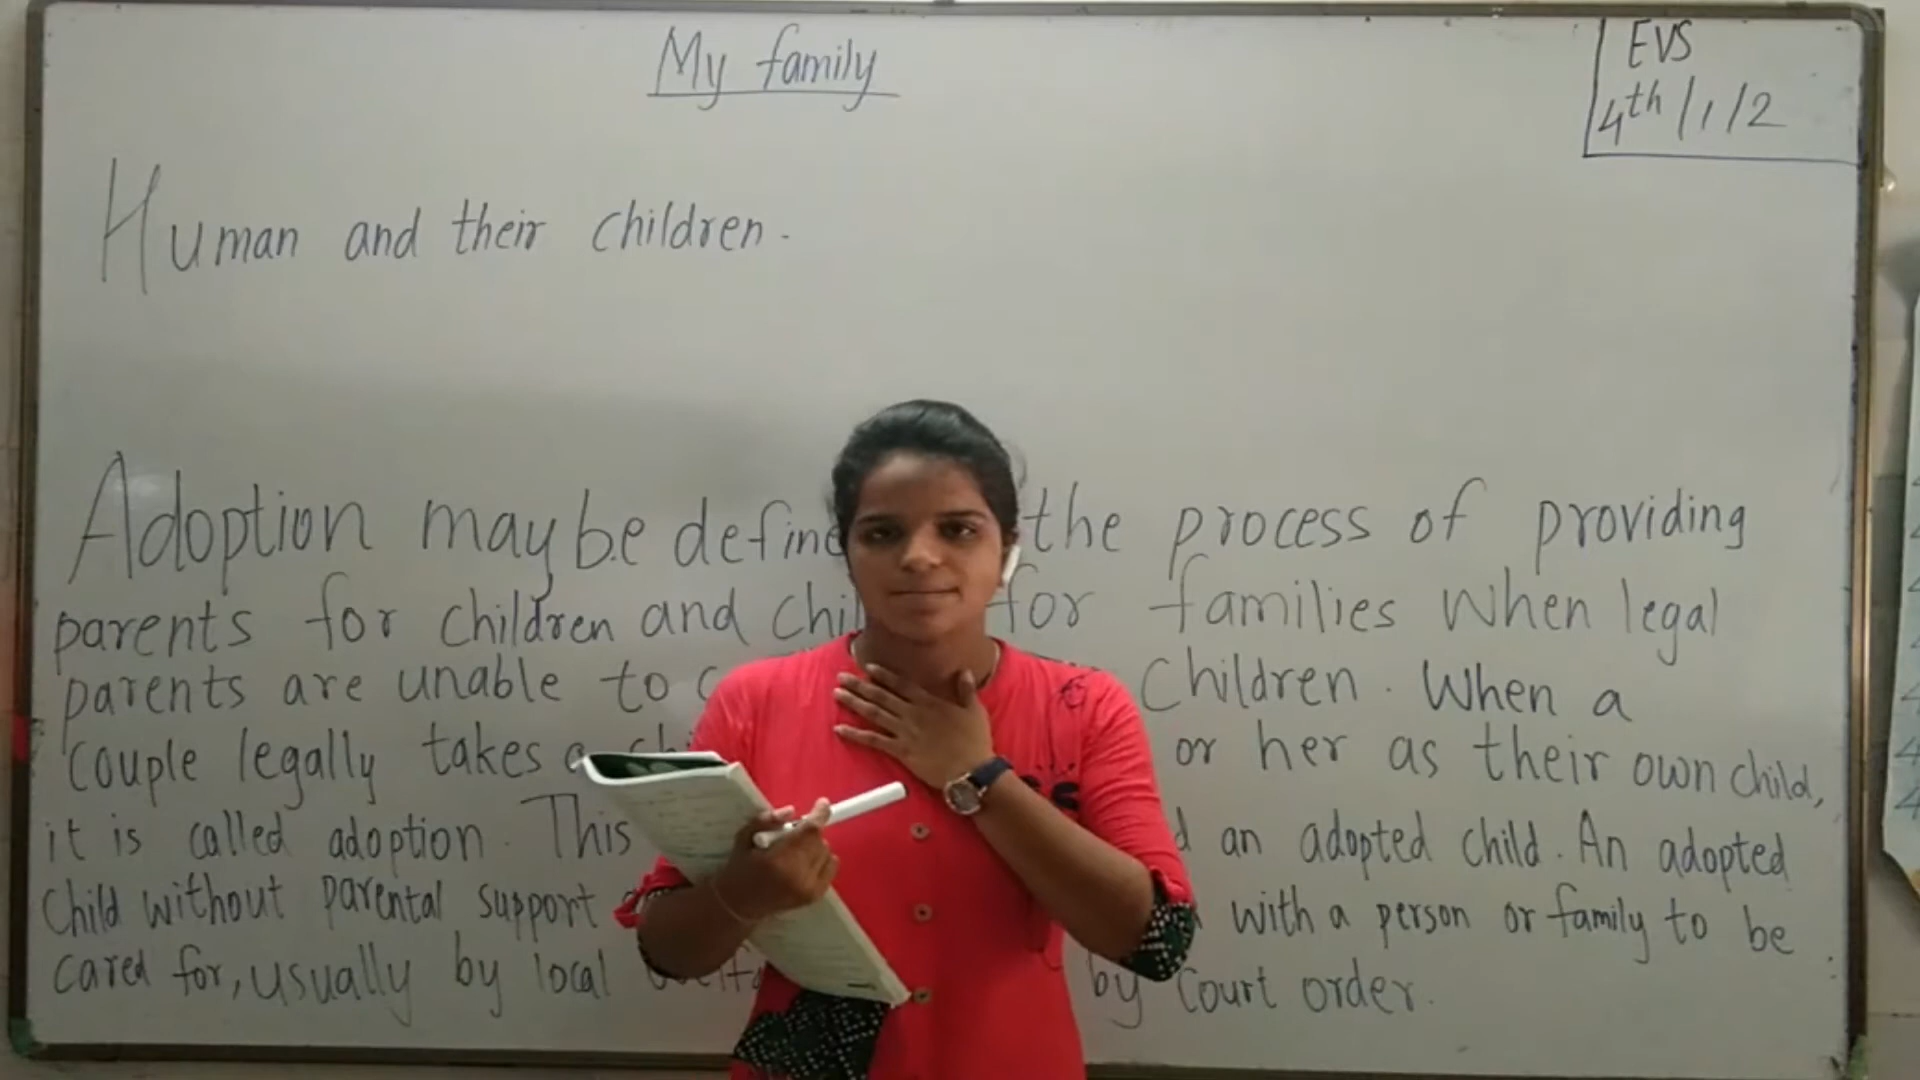 My family
EVS
4th/1/2
Human and their children.
Adoption may be define the process of providing
parents for children and chil for families When legal
parents are unable to c children. When a
couple legally takes a ch or her as their own child,
it is called adoption. This d an adopted child. An adopted
child without parental support with a person or family to be
cared for, usually by local welfa by Court order.